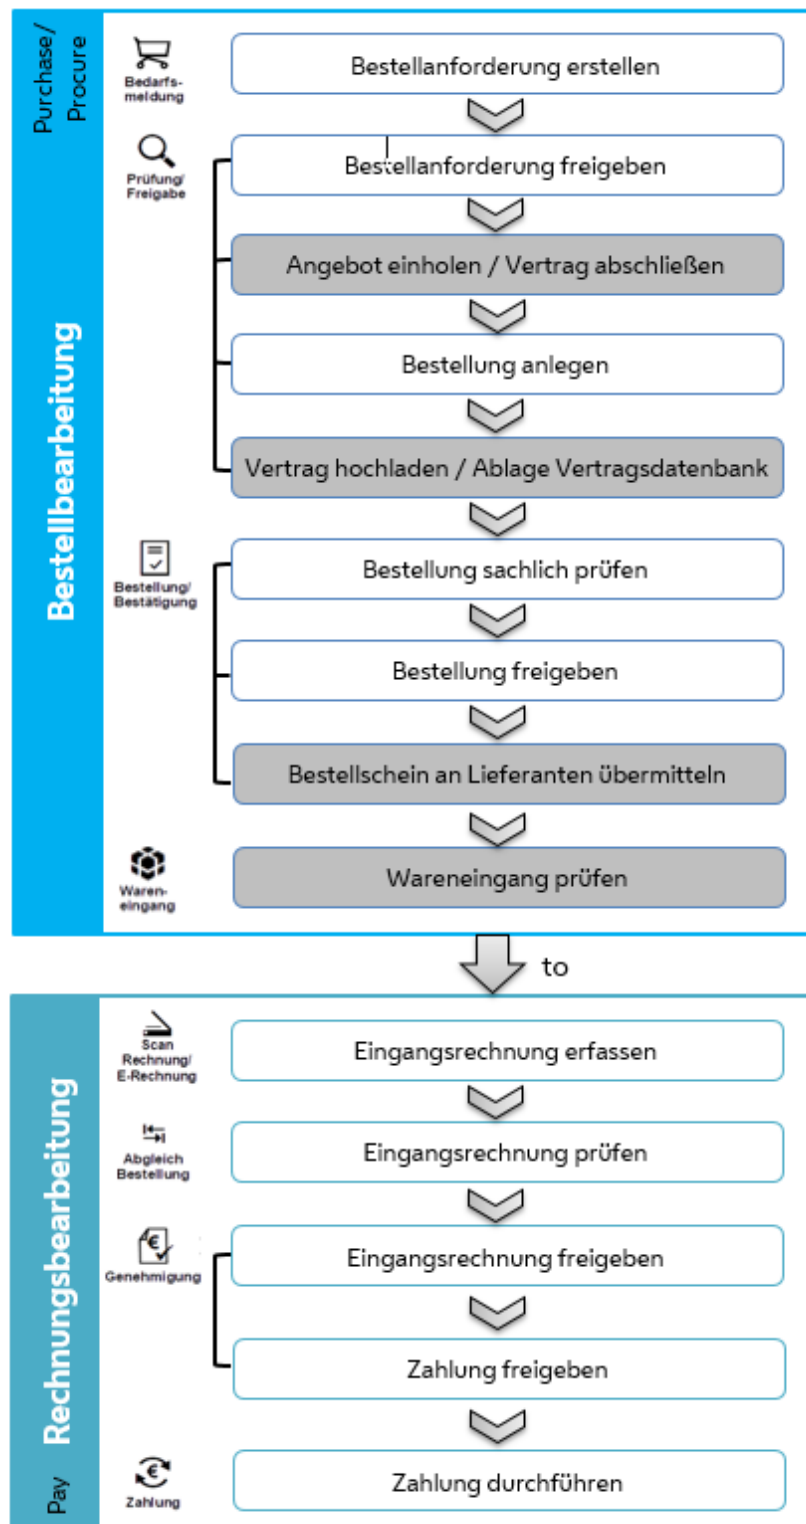 Purchase/
Procure
Bestellbearbeitung
Bedarfs-
meldung
Bestellanforderung erstellen
Prüfung/
Freigabe
Bestellanforderung freigeben
Angebot einholen / Vertrag abschließen
Bestellung anlegen
Vertrag hochladen / Ablage Vertragsdatenbank
Bestellung/
Bestätigung
Bestellung sachlich prüfen
Bestellung freigeben
Bestellschein an Lieferanten übermitteln
Waren-
eingang
Wareneingang prüfen
to
Rechnungsbearbeitung
Pay
Scan
Rechnung/
E-Rechnung
Eingangsrechnung erfassen
Abgleich
Bestellung
Eingangsrechnung prüfen
€
Genehmigung
Eingangsrechnung freigeben
Zahlung freigeben
€
Zahlung
Zahlung durchführen